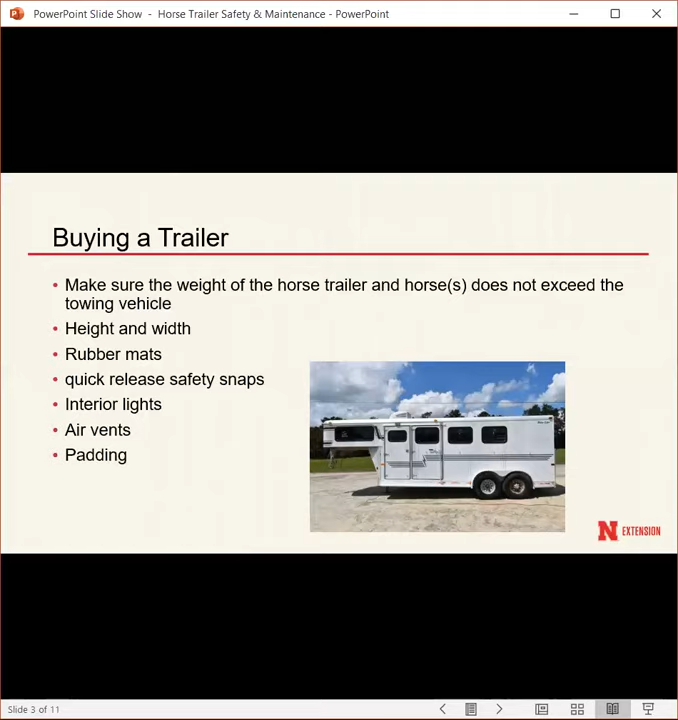 PowerPoint Slide Show - Horse Trailer Safety & Maintenance - PowerPoint
Buying a Trailer
• Make sure the weight of the horse trailer and horse(s) does not exceed the
towing vehicle
• Height and width
• Rubber mats
• quick release safety snaps
• Interior lights
• Air vents
• Padding
N EXTENSION
Slide 3 of 11